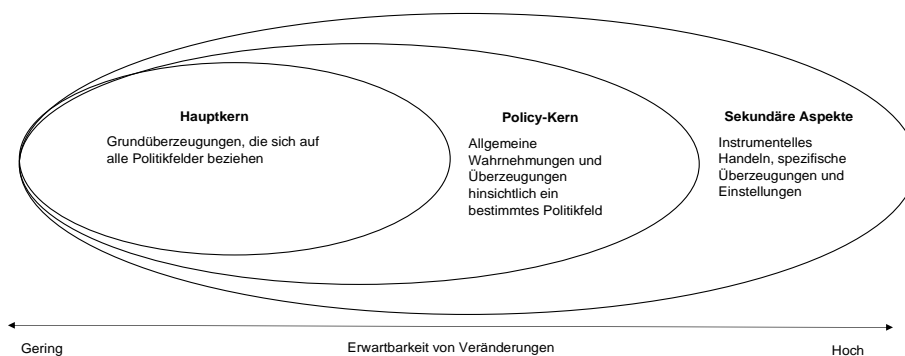 Hauptkern
Grundüberzeugungen, die sich auf
alle Politikfelder beziehen
Policy-Kern
Allgemeine
Wahrnehmungen und
Überzeugungen
hinsichtlich ein
bestimmtes Politikfeld
Sekundäre Aspekte
Instrumentelles
Handeln, spezifische
Überzeugungen und
Einstellungen
Gering
Erwartbarkeit von Veränderungen
Hoch